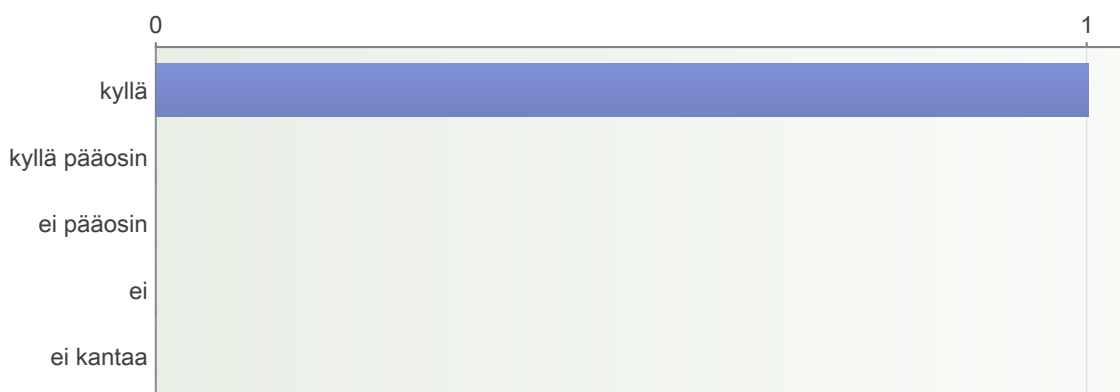 0 1
kyllä
kyllä pääosin
ei pääosin
ei
ei kantaa